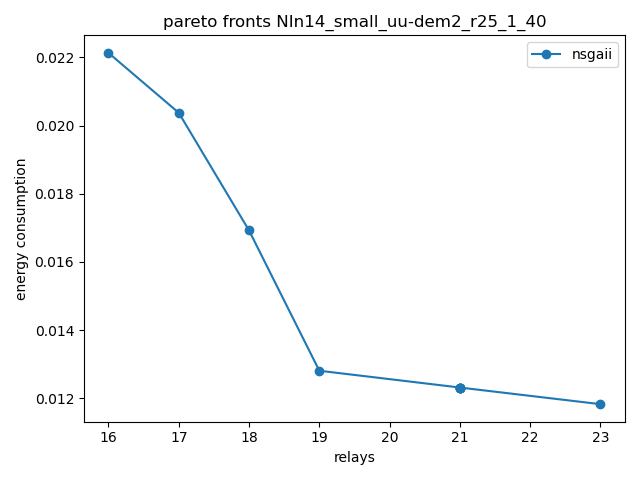 pareto fronts NIn14_small_uu-dem2_r25_1_40
nsgaii
energy consumption
0.022
0.020
0.018
0.016
0.014
0.012
16 17 18 19 20 21 22 23
relays